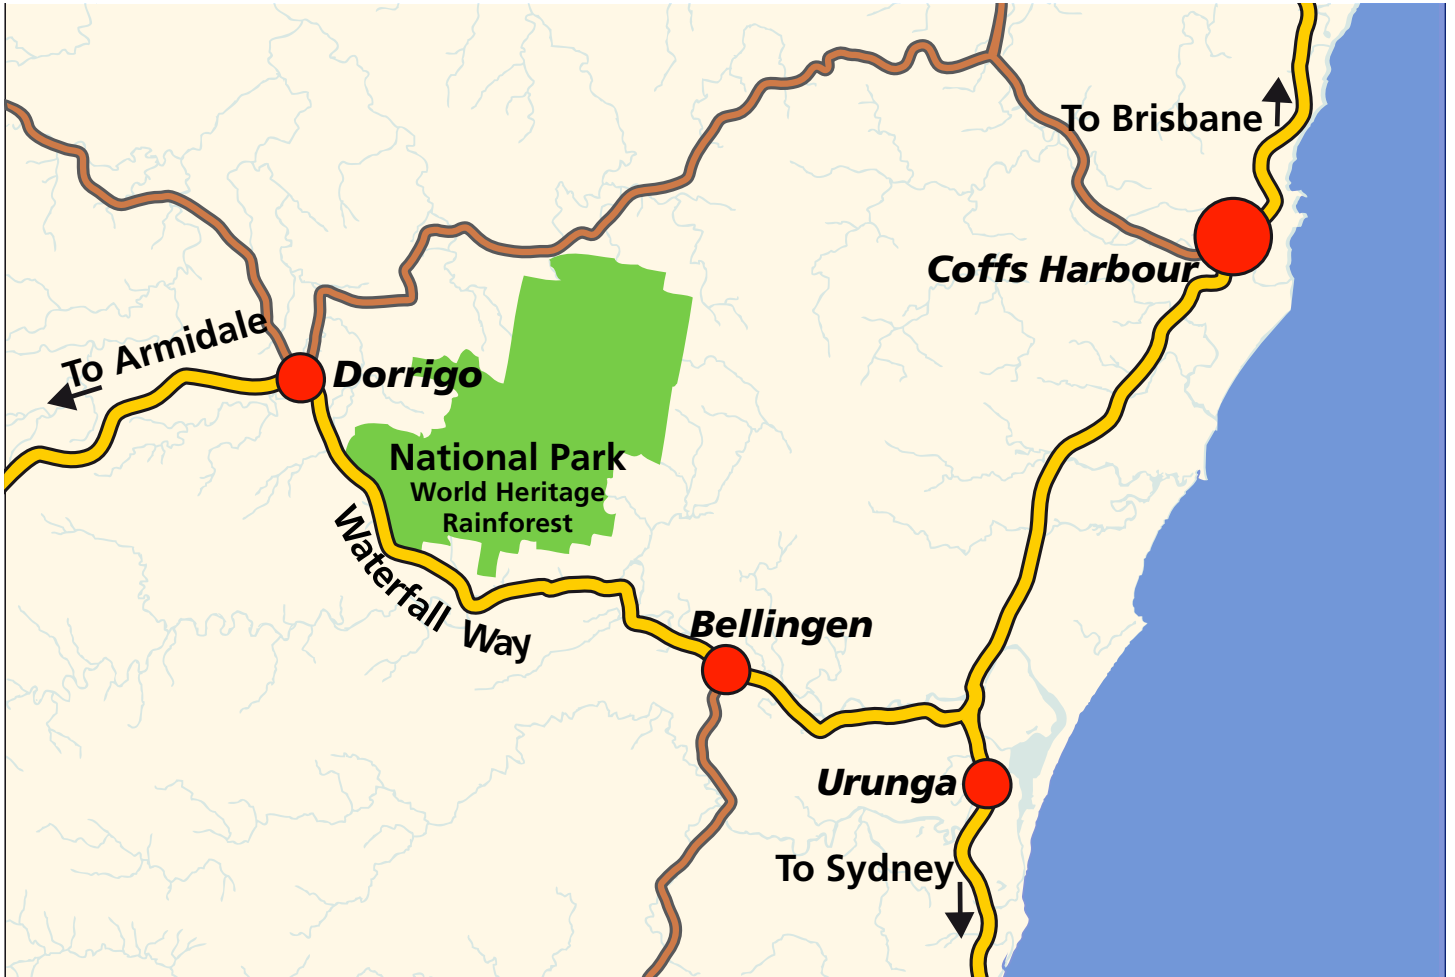 To Brisbane
Coffs Harbour
To Armidale
Dorrigo
National Park
World Heritage
Rainforest
Waterfall Way
Bellingen
Urunga
To Sydney